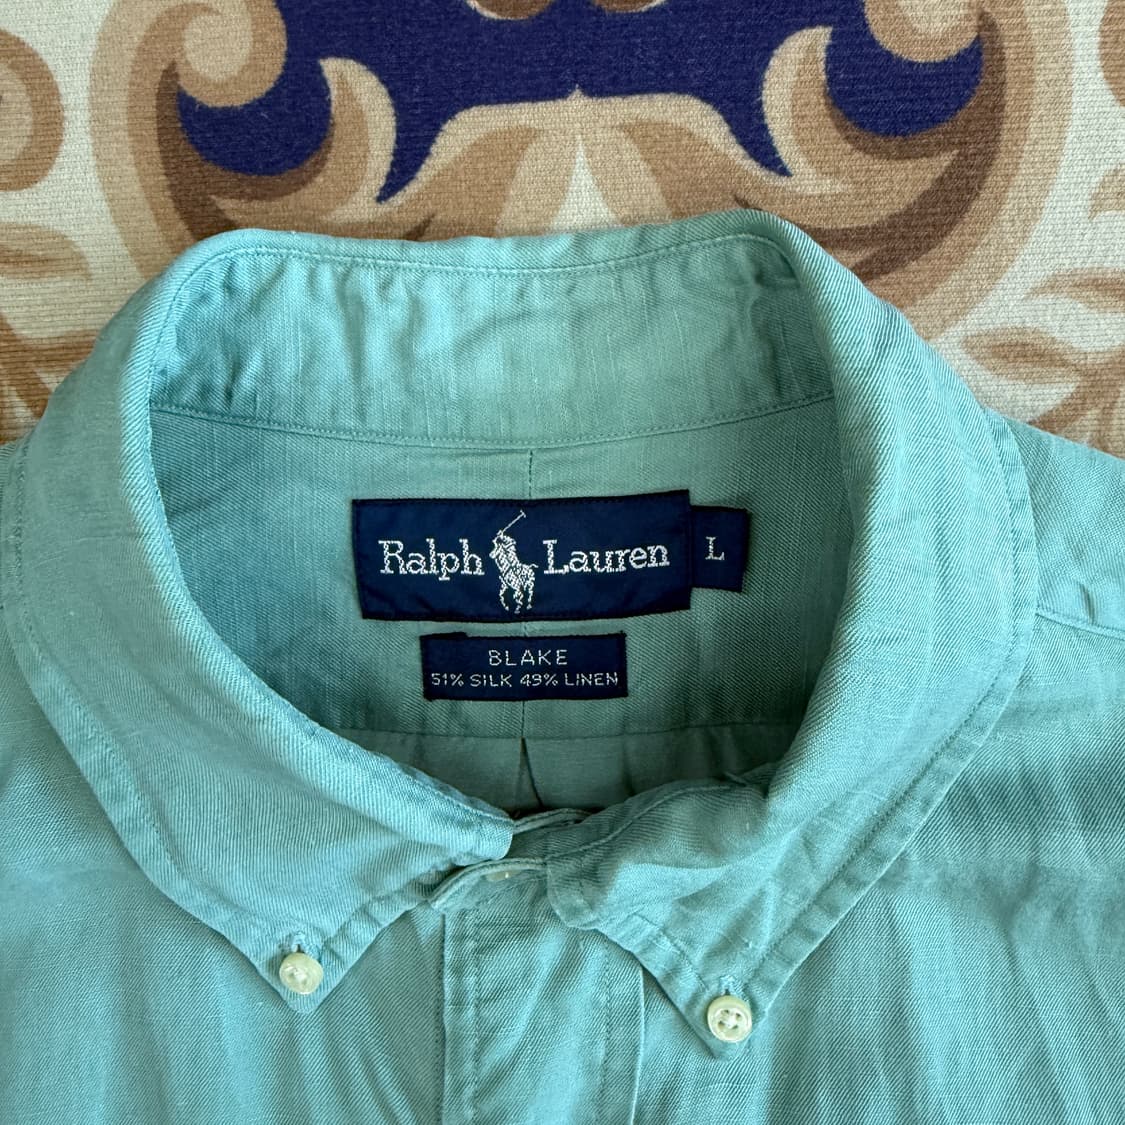 Ralph Lauren
L
BLAKE
51% SILK 49% LINEN